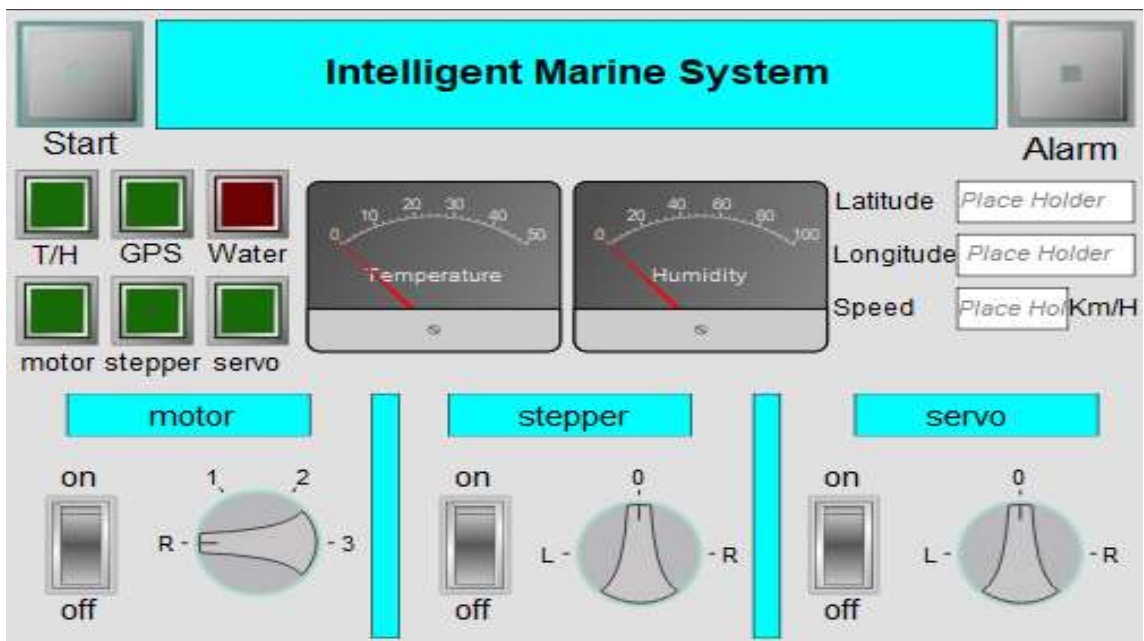 Intelligent Marine System
Start
Alarm
T/H GPS Water
motor stepper servo
0 10 20 30 40 50
Temperature
0 20 40 60 80 100
Humidity
Latitude Place Holder
Longitude Place Holder
Speed Place Hol Km/H
motor
on
off
R 1 2 3
stepper
on
off
L 0 R
servo
on
off
L 0 R